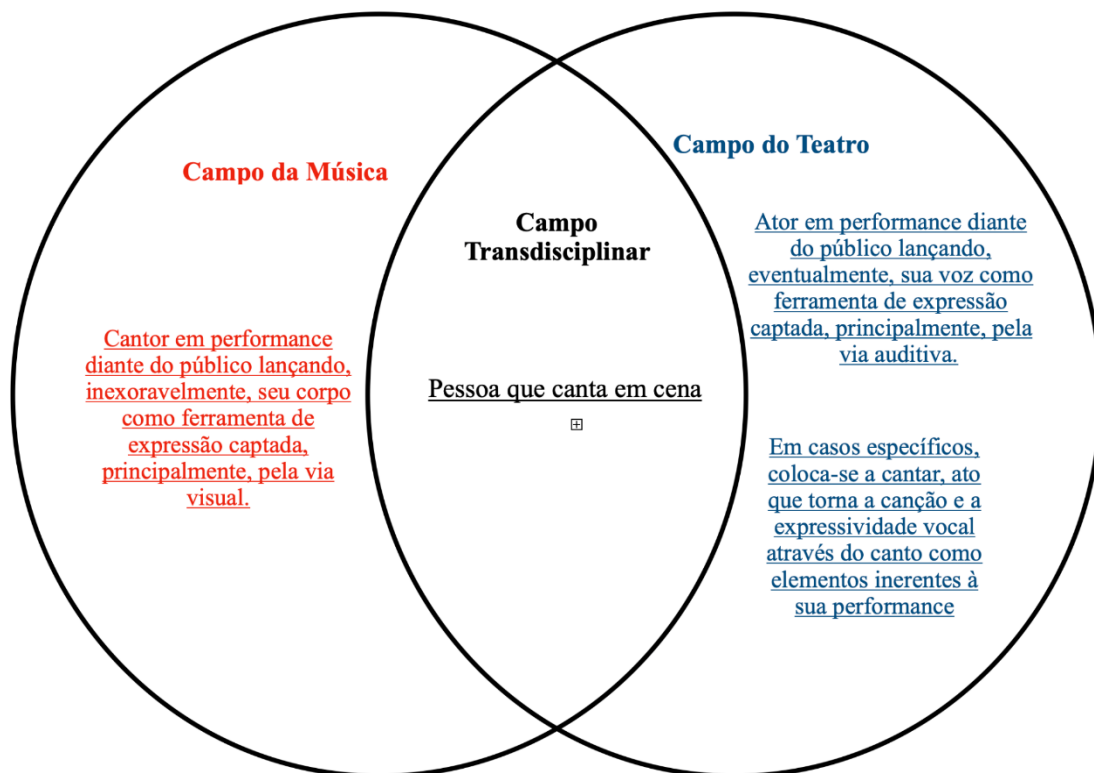 Campo da Música
Cantor em performance
diante do público lançando,
inexoravelmente, seu corpo
como ferramenta de
expressão captada,
principalmente, pela via
visual.
Campo
Transdisciplinar
Pessoa que canta em cena
Campo do Teatro
Ator em performance diante
do público lançando,
eventualmente, sua voz como
ferramenta de expressão
captada, principalmente, pela
via auditiva.
Em casos específicos,
coloca-se a cantar, ato
que torna a canção e a
expressividade vocal
através do canto como
elementos inerentes à
sua performance